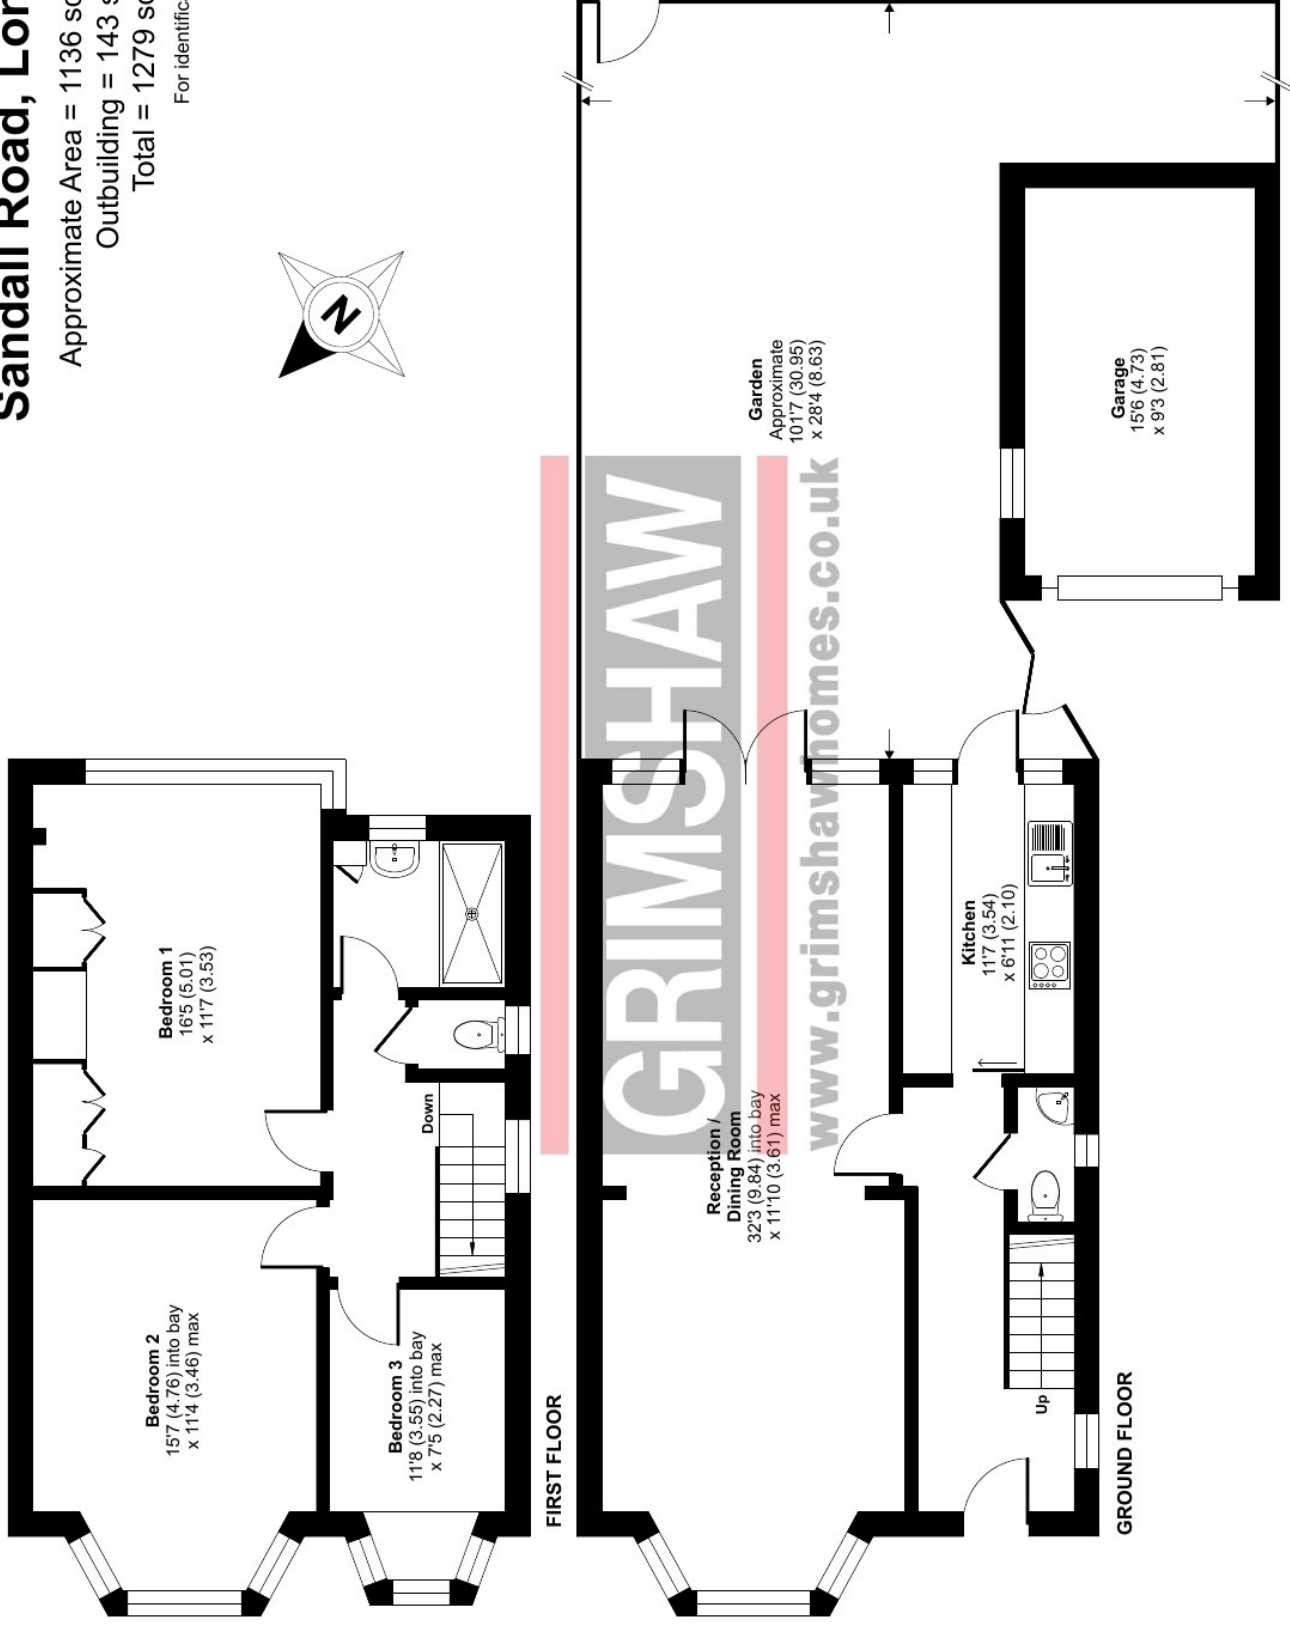 Sandall Road,
Approximate Area = 1136
Outbuilding = 143
Total = 1279
For
N
Bedroom 1
16'5 (5.01)
x 11'7 (3.53)
Down
Bedroom 2
15'7 (4.76) into bay
x 11'4 (3.46) max
Bedroom 3
11'8 (3.55) into bay
x 7'5 (2.27) max
FIRST FLOOR
Garden
Approximate
101'7 (30.95)
x 28'4 (8.63)
Garage
15'6 (4.73)
x 9'3 (2.81)
GRIMSHAW
www.grimshawhomes.co.uk
Kitchen
11'7 (3.54)
x 6'11 (2.10)
Reception /
Dining Room
32'3 (9.84) into bay
x 11'10 (3.61) max
Up
GROUND FLOOR